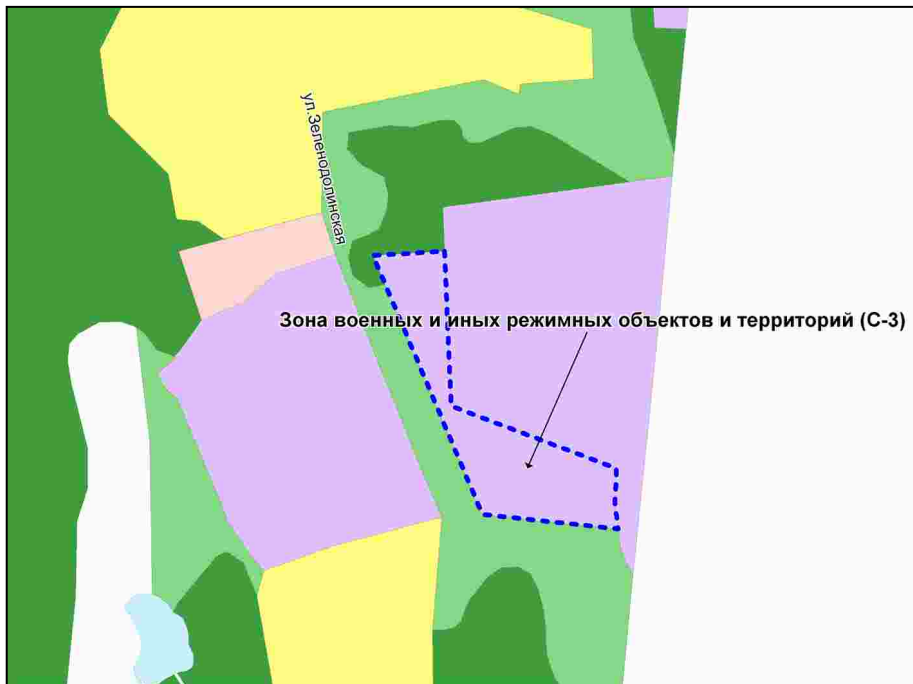 ул.Зеленодолинская
Зона военных и иных режимных объектов и территорий (С-3)